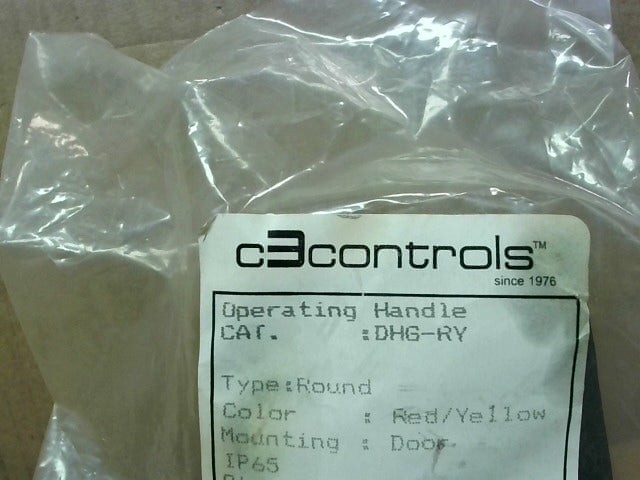 c3controls™
since 1976
Operating Handle
CAT. :DHG-RY
Type:Round
Color : Red/Yellow
Mounting : Door
IP65